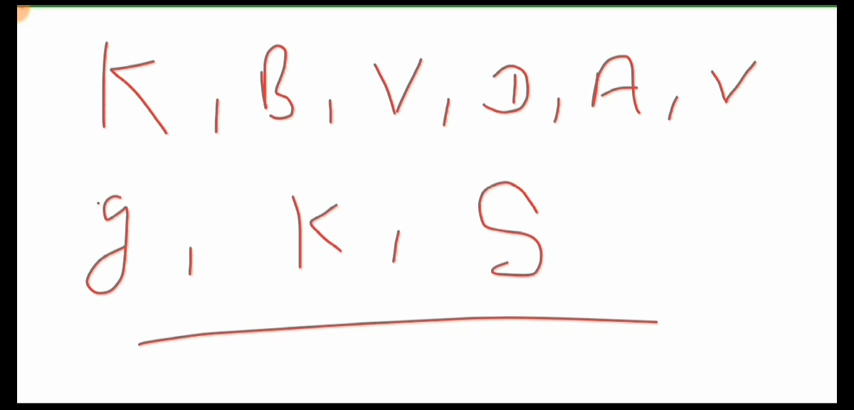 K, B, V, D, A, V
g, K, S